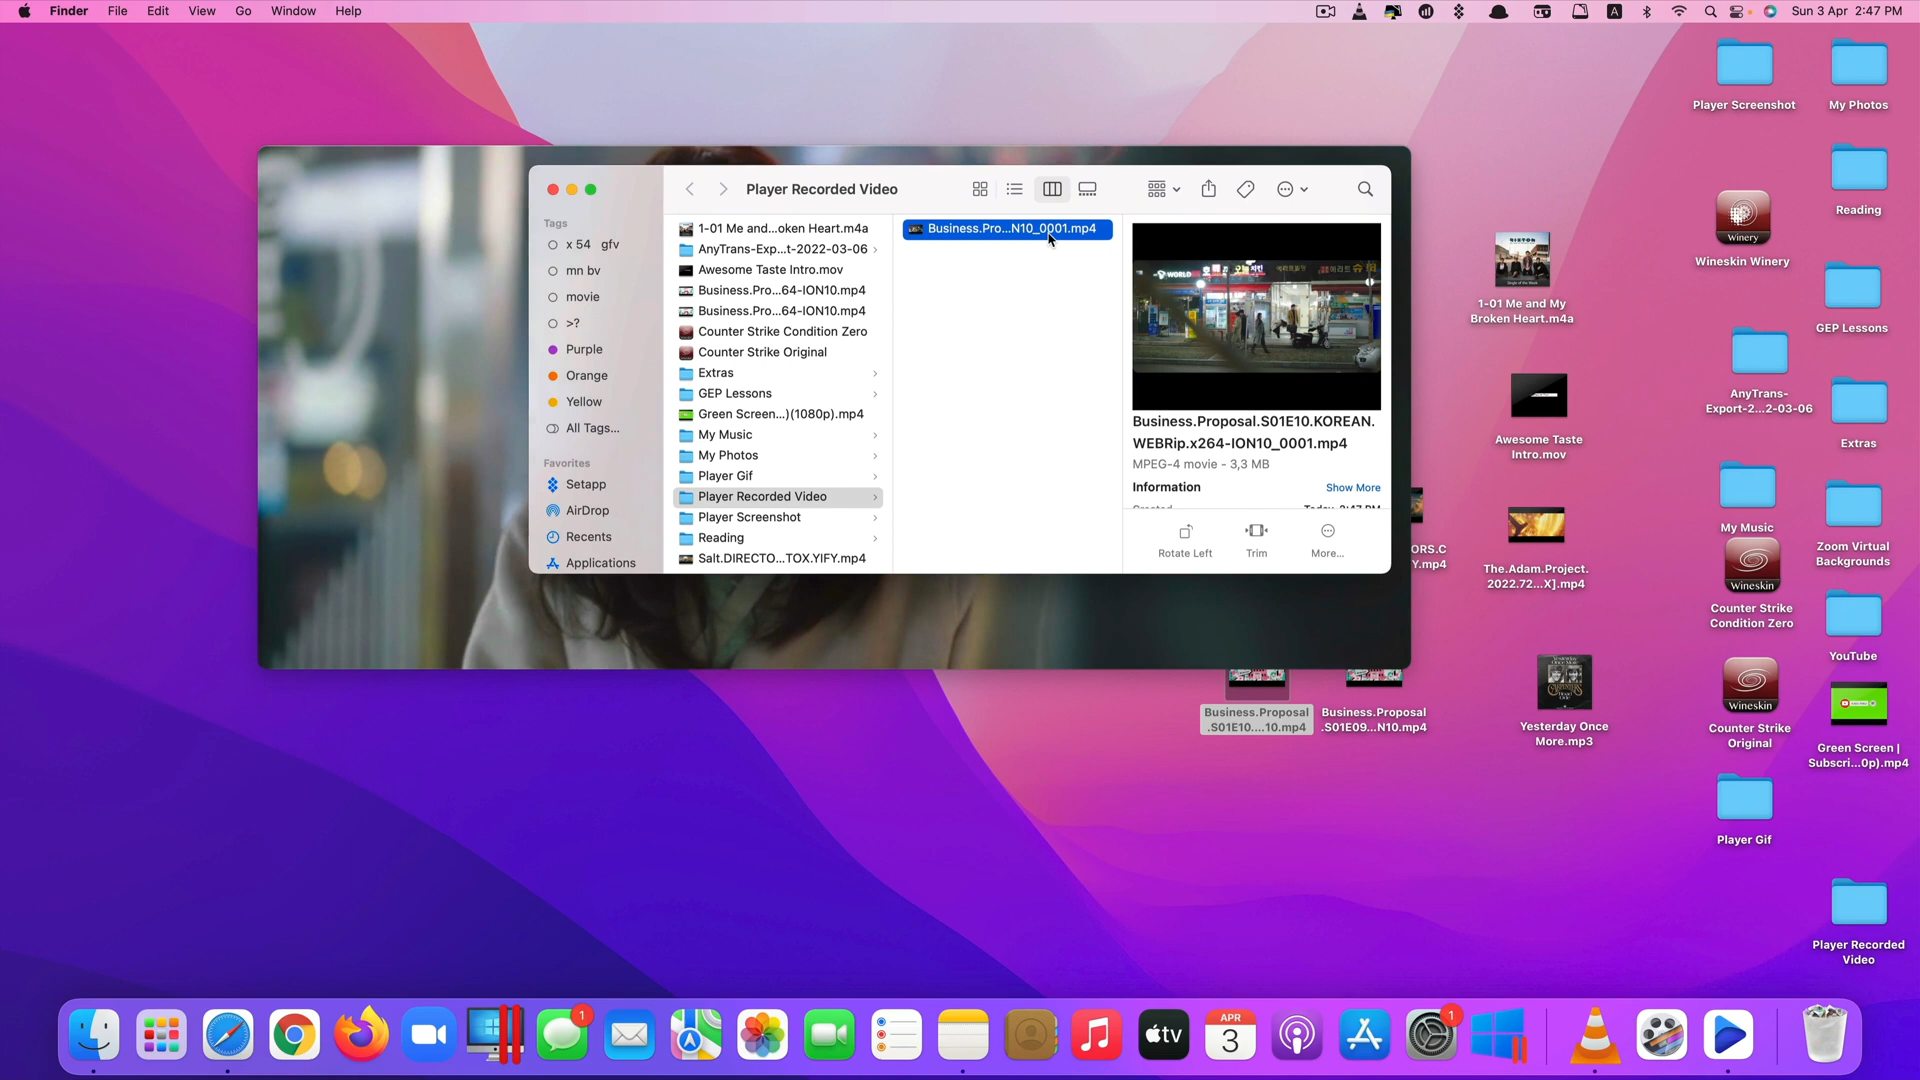 Finder File Edit View Go Window Help
A
Sun 3 Apr 2:47 PM
Player Recorded Video
Tags
x 54 gfv
mn bv
movie
>?
Purple
Orange
Yellow
All Tags...
Favorites
Setapp
AirDrop
Recents
Applications
1-01 Me and...oken Heart.m4a
AnyTrans-Exp...t-2022-03-06
Awesome Taste Intro.mov
Business.Pro...64-ION10.mp4
Business.Pro...64-ION10.mp4
Counter Strike Condition Zero
Counter Strike Original
Extras
GEP Lessons
Green Screen...)(1080p).mp4
My Music
My Photos
Player Gif
Player Recorded Video
Player Screenshot
Reading
Salt.DIRECTO...TOX.YIFY.mp4
Business.Pro...N10_0001.mp4
WORLD
Business.Proposal.S01E10.KOREAN.
WEBRip.x264-ION10_0001.mp4
MPEG-4 movie - 3,3 MB
Information Show More
Rotate Left Trim More...
Player Screenshot
My Photos
Reading
Winery
Wineskin Winery
1-01 Me and My
Broken Heart.m4a
GEP Lessons
AnyTrans-
Export-2...2-03-06
Awesome Taste
Intro.mov
Extras
My Music
ORS.C
Y.mp4
The.Adam.Project.
2022.72...X].mp4
Zoom Virtual
Backgrounds
Wineskin
Counter Strike
Condition Zero
YouTube
Business.Proposal
.S01E10....10.mp4
Business.Proposal
.S01E09...N10.mp4
Yesterday Once
More.mp3
Wineskin
Counter Strike
Original
Green Screen |
Subscri...0p).mp4
Player Gif
Player Recorded
Video
1
APR
3
tv
1